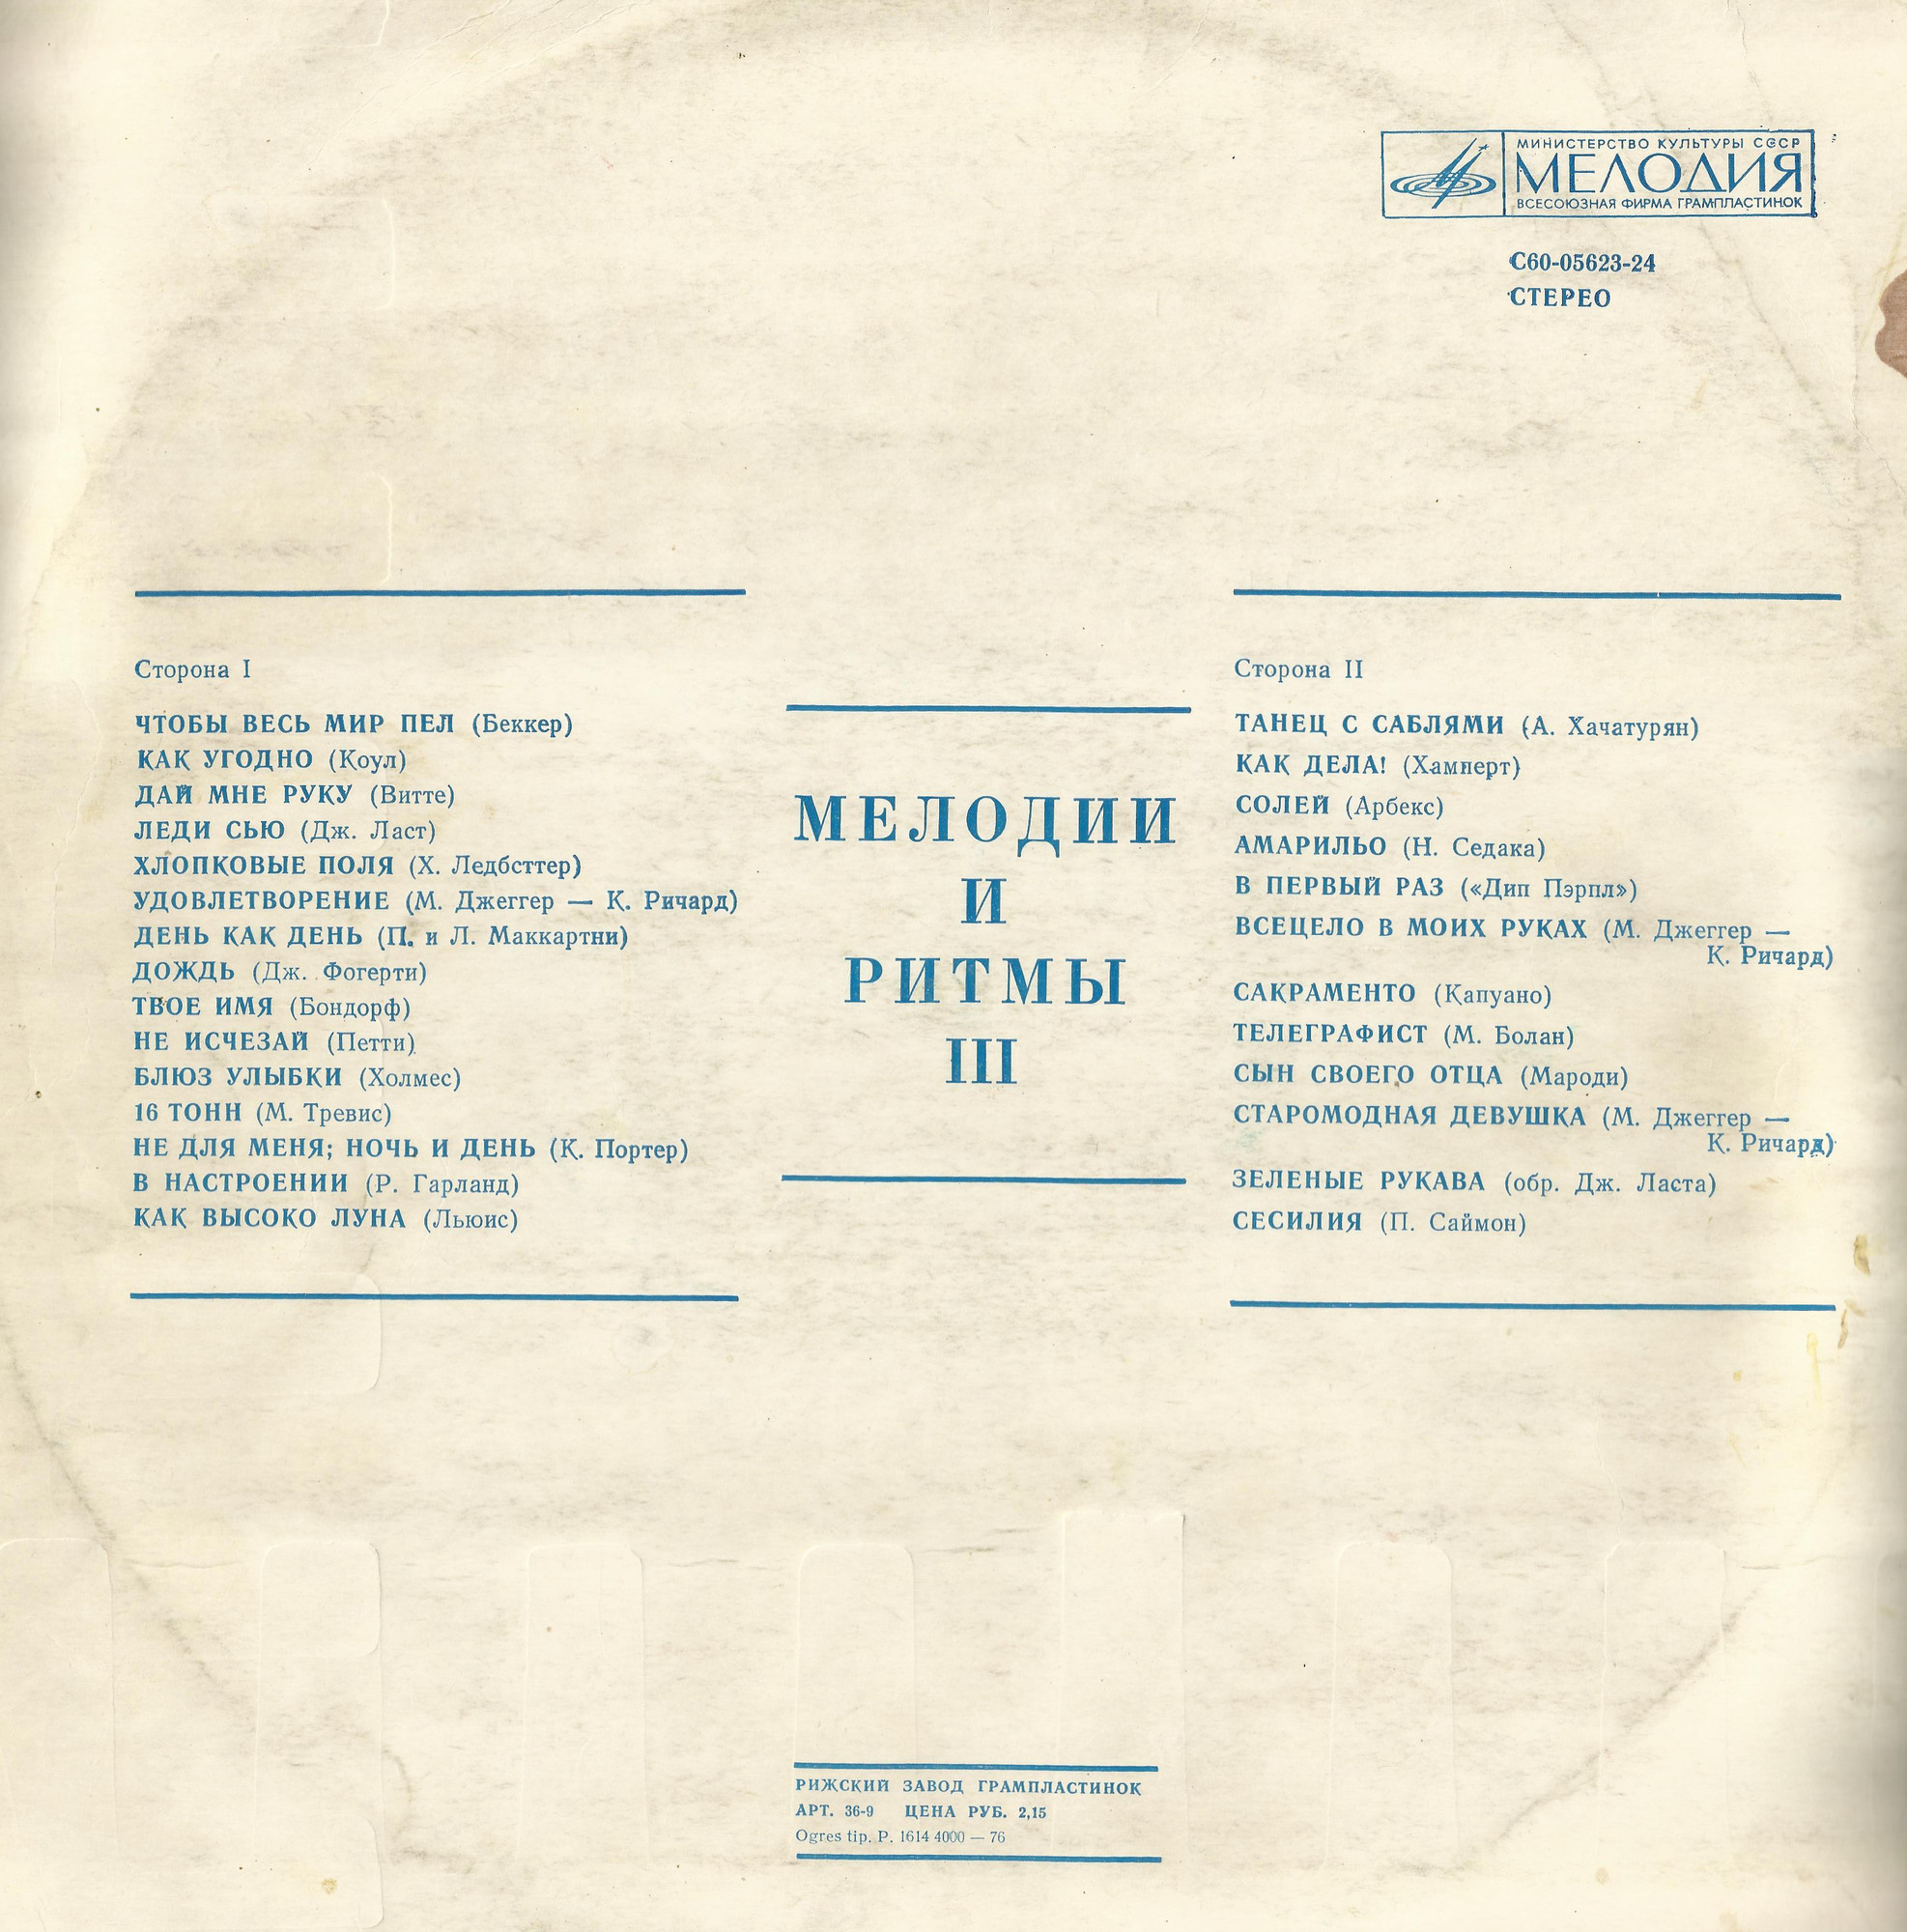 МИНИСТЕРСТВО КУЛЬТУРЫ СССР
МЕЛОДИЯ
ВСЕСОЮЗНАЯ ФИРМА ГРАМПЛАСТИНОК
С60-05623-24
СТЕРЕО
Сторона I
ЧТОБЫ ВЕСЬ МИР ПЕЛ (Беккер)
КАК УГОДНО (Коул)
ДАЙ МНЕ РУКУ (Витте)
ЛЕДИ СЬЮ (Дж. Ласт)
ХЛОПКОВЫЕ ПОЛЯ (Х. Ледбсттер)
УДОВЛЕТВОРЕНИЕ (М. Джеггер — К. Ричард)
ДЕНЬ КАК ДЕНЬ (П. и Л. Маккартни)
ДОЖДЬ (Дж. Фогерти)
ТВОЕ ИМЯ (Бондорф)
НЕ ИСЧЕЗАЙ (Петти)
БЛЮЗ УЛЫБКИ (Холмес)
16 ТОНН (М. Тревис)
НЕ ДЛЯ МЕНЯ; НОЧЬ И ДЕНЬ (К. Портер)
В НАСТРОЕНИИ (Р. Гарланд)
КАК ВЫСОКО ЛУНА (Льюис)
МЕЛОДИИ
И
РИТМЫ
III
Сторона II
ТАНЕЦ С САБЛЯМИ (А. Хачатурян)
КАК ДЕЛА! (Хамперт)
СОЛЕЙ (Арбекс)
АМАРИЛЬО (Н. Седака)
В ПЕРВЫЙ РАЗ («Дип Пэрпл»)
ВСЕЦЕЛО В МОИХ РУКАХ (М. Джеггер —
К. Ричард)
САКРАМЕНТО (Капуано)
ТЕЛЕГРАФИСТ (М. Болан)
СЫН СВОЕГО ОТЦА (Мароди)
СТАРОМОДНАЯ ДЕВУШКА (М. Джеггер —
К. Ричард)
ЗЕЛЕНЫЕ РУКАВА (обр. Дж. Ласта)
СЕСИЛИЯ (П. Саймон)
РИЖСКИЙ ЗАВОД ГРАМПЛАСТИНОК
АРТ. 36-9 ЦЕНА РУБ. 2,15
Ogres tip. P. 1614 4000 — 76